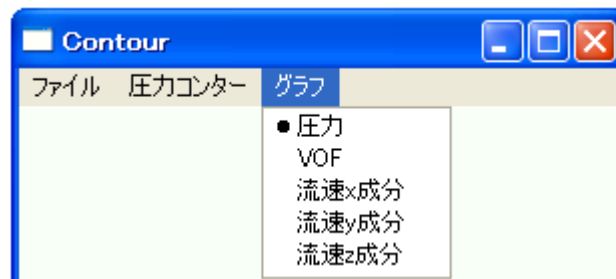 Contour
ファイル 圧力コンター グラフ
● 圧力
VOF
流速x成分
流速y成分
流速z成分